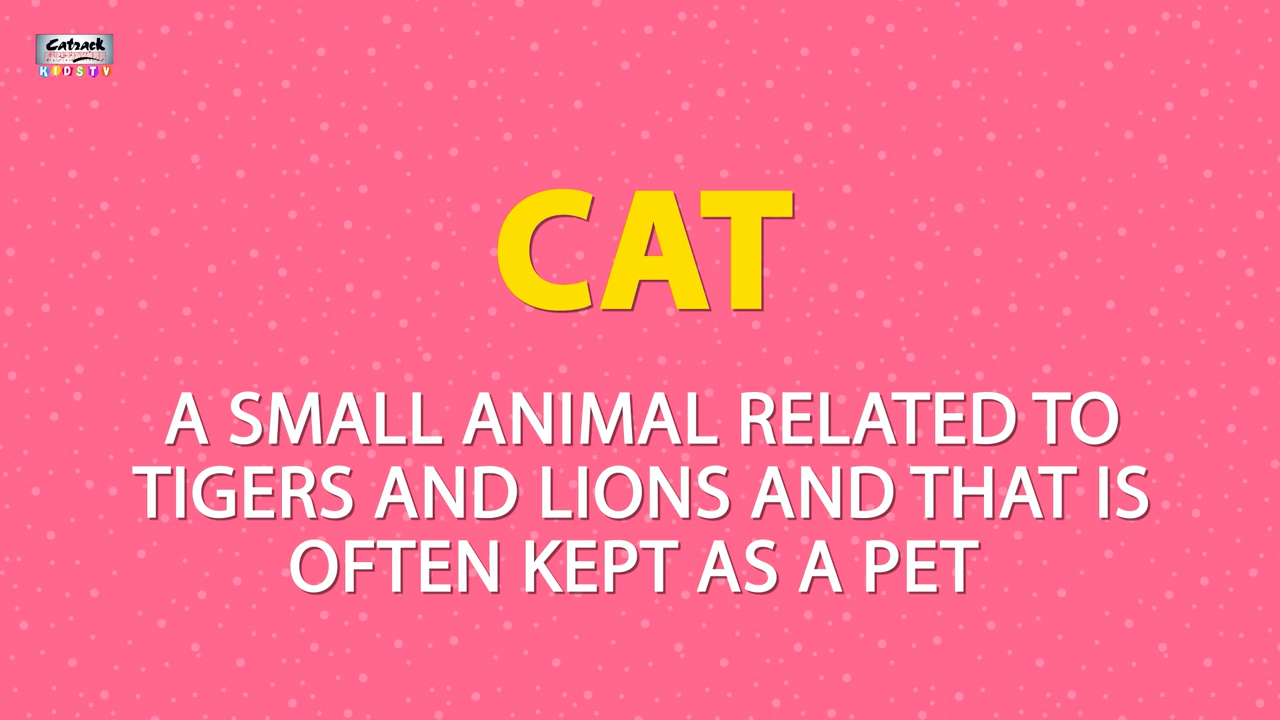 Catrack
KIDS TV
CAT
A SMALL ANIMAL RELATED TO
TIGERS AND LIONS AND THAT IS
OFTEN KEPT AS A PET